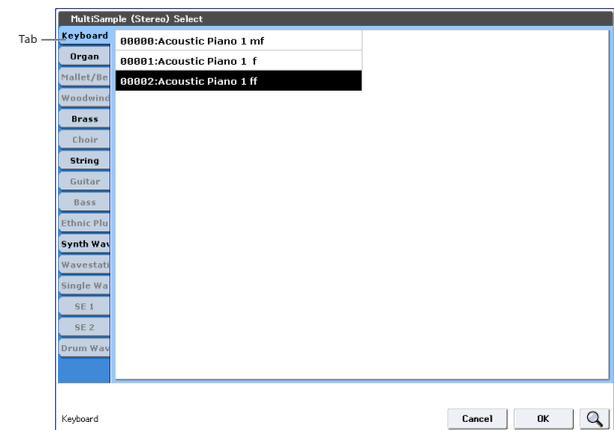 MultiSample (Stereo) Select
Tab
Keyboard
00000:Acoustic Piano 1 mf
Organ
00001:Acoustic Piano 1 f
Mallet/Be
00002:Acoustic Piano 1 ff
Woodwind
Brass
Choir
String
Guitar
Bass
Ethnic Plu
Synth Wav
Wavestati
Single Wa
SE 1
SE 2
Drum Wav
Keyboard
Cancel
OK